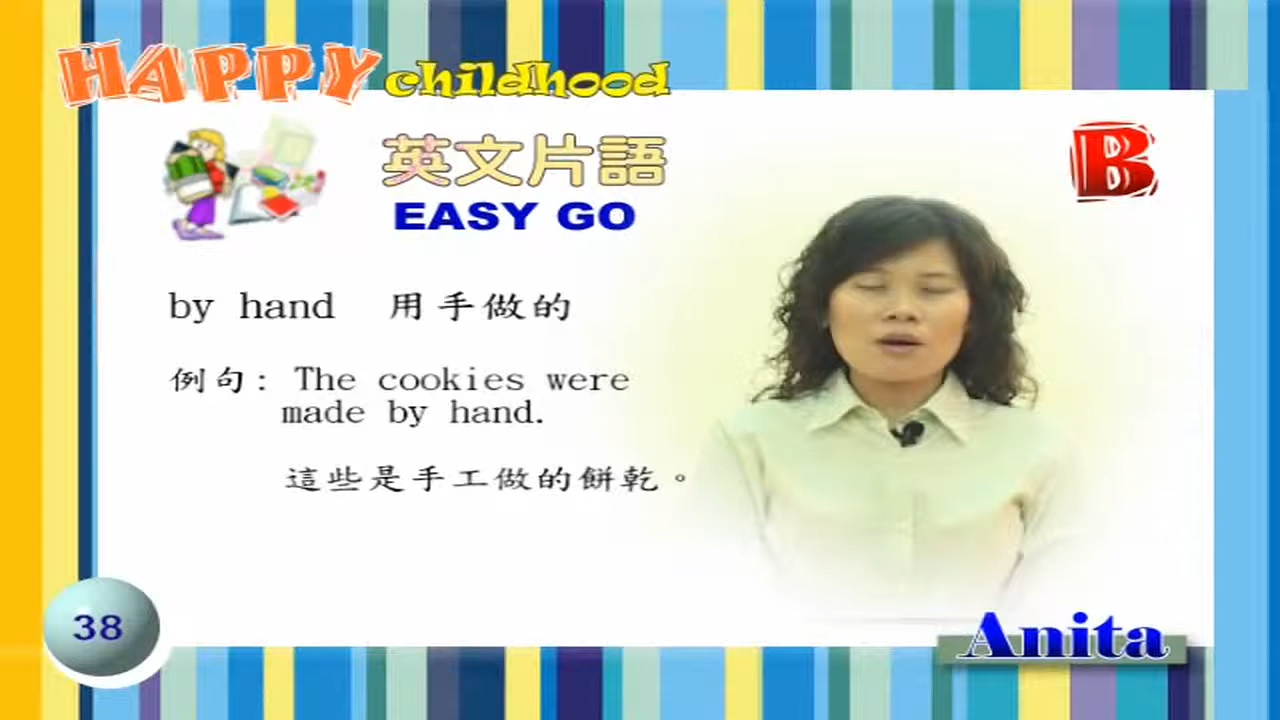 HAPPY childhood
英文片語
B
EASY GO
by hand 用手做的
例句: The cookies were
made by hand.
這些是手工做的餅乾。
38
Anita